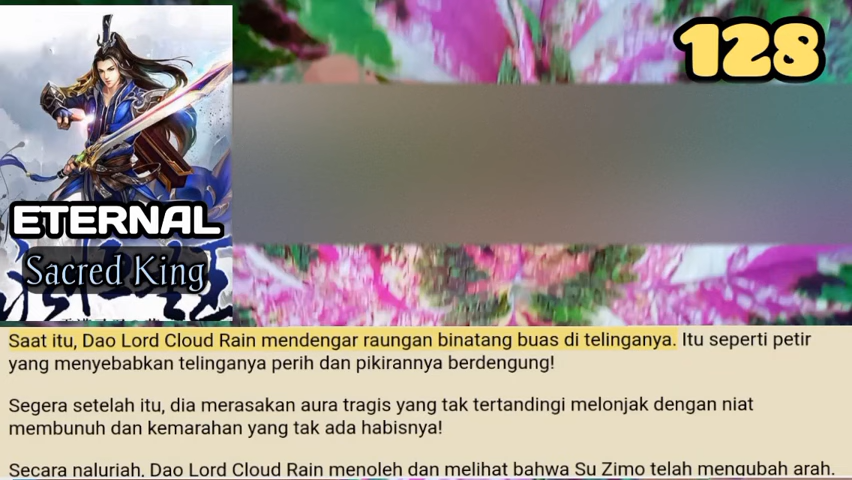 128
ETERNAL
Sacred King
Saat itu, Dao Lord Cloud Rain mendengar raungan binatang buas di telinganya. Itu seperti petir
yang menyebabkan telinganya perih dan pikirannya berdengung!
Segera setelah itu, dia merasakan aura tragis yang tak tertandingi melonjak dengan niat
membunuh dan kemarahan yang tak ada habisnya!
Secara naluriah, Dao Lord Cloud Rain menoleh dan melihat bahwa Su Zimo telah mengubah arah.